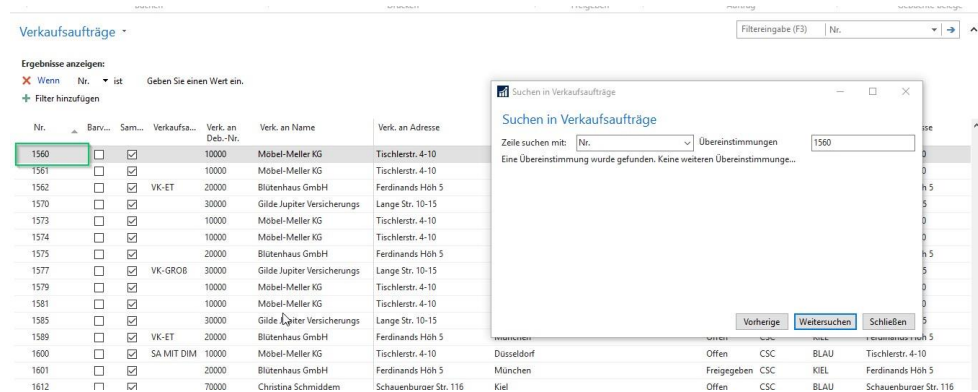 Verkaufsaufträge
Filtereingabe (F3) Nr.
Ergebnisse anzeigen:
Wenn Nr. ist Geben Sie einen Wert ein.
Filter hinzufügen
Suchen in Verkaufsaufträge
Suchen in Verkaufsaufträge
Zeile suchen mit: Nr. Übereinstimmungen 1560
Eine Übereinstimmung wurde gefunden. Keine weiteren Übereinstimmunge...
Vorherige Weitersuchen Schließen
Nr. Barv... Sam... Verkaufsa... Verk. an Deb.-Nr. Verk. an Name Verk. an Adresse
1560 10000 Möbel-Meller KG Tischlerstr. 4-10
1561 10000 Möbel-Meller KG Tischlerstr. 4-10
1562 VK-ET 20000 Blütenhaus GmbH Ferdinands Höh 5
1570 30000 Gilde Jupiter Versicherungs Lange Str. 10-15
1573 10000 Möbel-Meller KG Tischlerstr. 4-10
1574 10000 Möbel-Meller KG Tischlerstr. 4-10
1575 20000 Blütenhaus GmbH Ferdinands Höh 5
1577 VK-GROß 30000 Gilde Jupiter Versicherungs Lange Str. 10-15
1579 10000 Möbel-Meller KG Tischlerstr. 4-10
1581 10000 Möbel-Meller KG Tischlerstr. 4-10
1585 30000 Gilde Jupiter Versicherungs Lange Str. 10-15
1589 VK-ET 20000 Blütenhaus GmbH Ferdinands Höh 5 München Offen CSC KIEL Ferdinands Höh 5
1600 SA MIT DIM 10000 Möbel-Meller KG Tischlerstr. 4-10 Düsseldorf Offen CSC BLAU Tischlerstr. 4-10
1601 20000 Blütenhaus GmbH Ferdinands Höh 5 München Freigegeben CSC KIEL Ferdinands Höh 5
1612 70000 Christina Schmiddem Schauenburger Str. 116 Kiel Offen CSC BLAU Schauenburger Str. 116